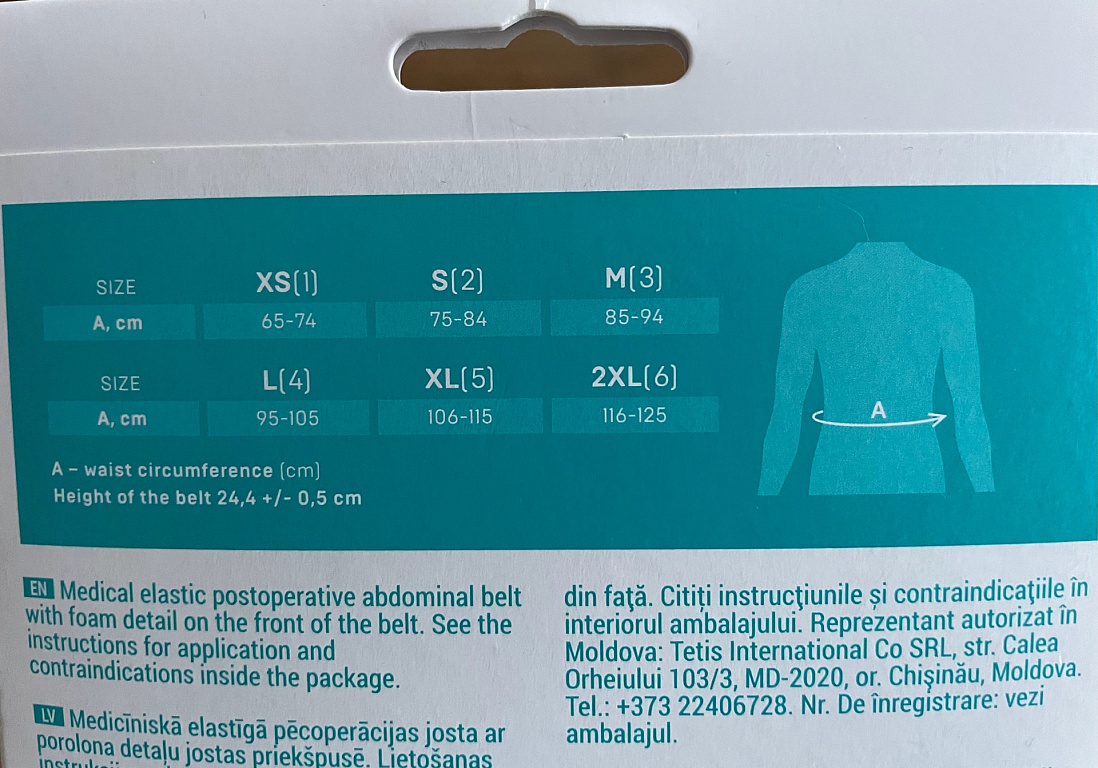 SIZE XS(1) S(2) M(3)
A, cm 65-74 75-84 85-94
SIZE L(4) XL(5) 2XL(6)
A, cm 95-105 106-115 116-125
A – waist circumference (cm)
Height of the belt 24,4 +/- 0,5 cm
A
EN Medical elastic postoperative abdominal belt
with foam detail on the front of the belt. See the
instructions for application and
contraindications inside the package.
LV Medicīniskā elastīgā pēcoperācijas josta ar
porolona detaļu jostas priekšpusē. Lietošanas
din faţă. Citiți instrucţiunile și contraindicaţiile în
interiorul ambalajului. Reprezentant autorizat în
Moldova: Tetis International Co SRL, str. Calea
Orheiului 103/3, MD-2020, or. Chişinău, Moldova.
Tel.: +373 22406728. Nr. De înregistrare: vezi
ambalajul.